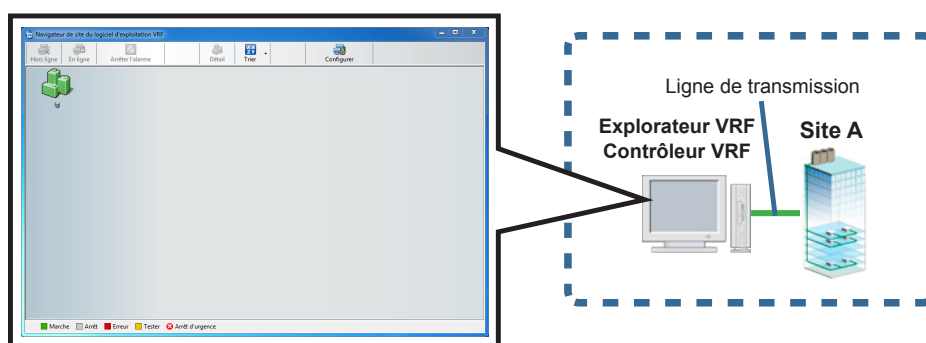 Navigateur de site du logiciel d'exploitation VRF
Hors ligne
En ligne
Arrêter l'alarme
Détail
Trier
Configurer
Marche
Arrêt
Erreur
Tester
Arrêt d'urgence
Ligne de transmission
Explorateur VRF
Contrôleur VRF
Site A